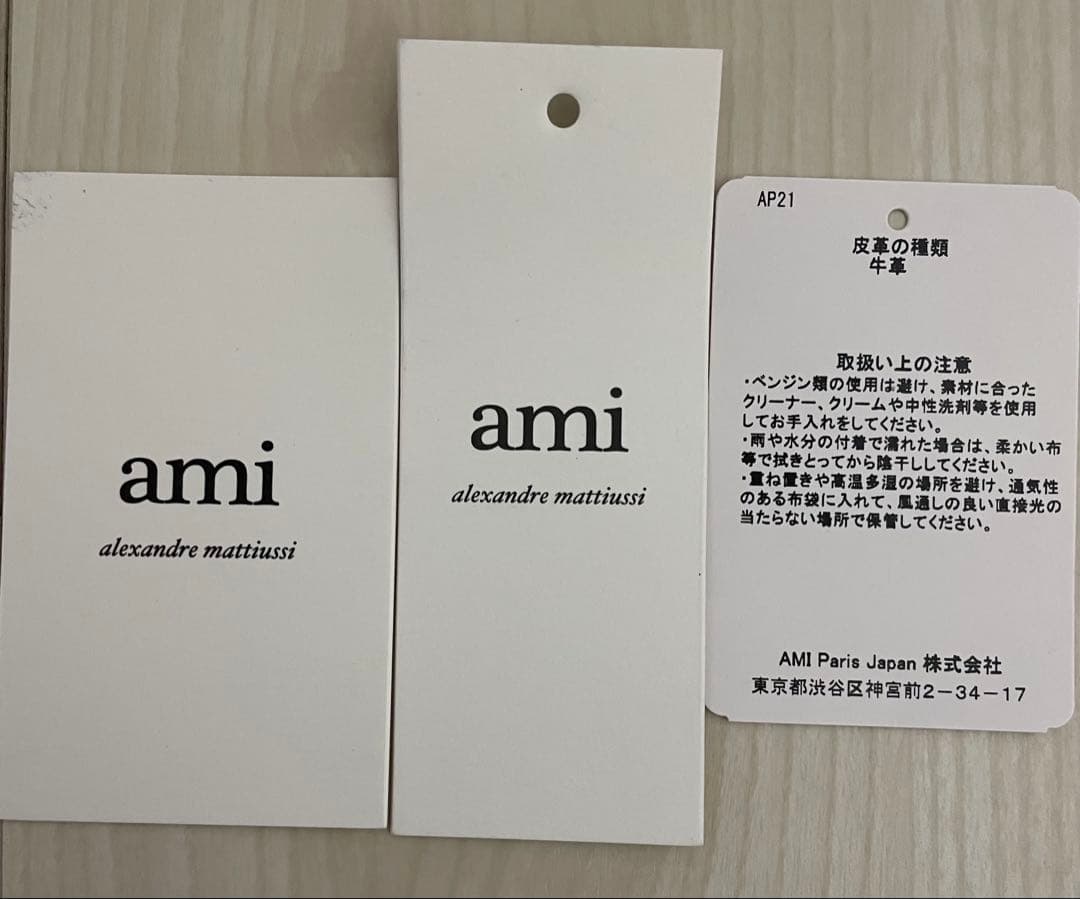 ami
alexandre mattiussi
ami
alexandre mattiussi
AP21
皮革の種類
牛革
取扱い上の注意
・ベンジン類の使用は避け、素材に合った
クリーナー、クリームや中性洗剤等を使用
してお手入れをしてください。
・雨や水分の付着で濡れた場合は、柔かい布
等で拭きとってから陰干ししてください。
・重ね置きや高温多湿の場所を避け、通気性
のある布袋に入れて、風通しの良い直接光の
当たらない場所で保管してください。
AMI Paris Japan 株式会社
東京都渋谷区神宮前2－34－17